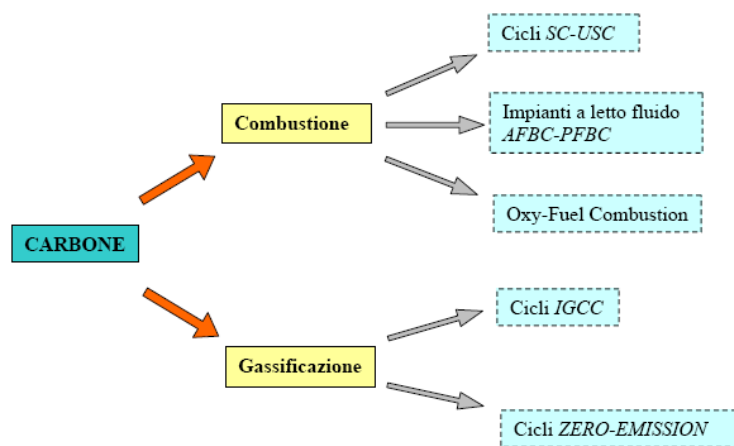 Cicli SC-USC
Combustione
Impianti a letto fluido
AFBC-PFBC
Oxy-Fuel Combustion
CARBONE
Cicli IGCC
Gassificazione
Cicli ZERO-EMISSION